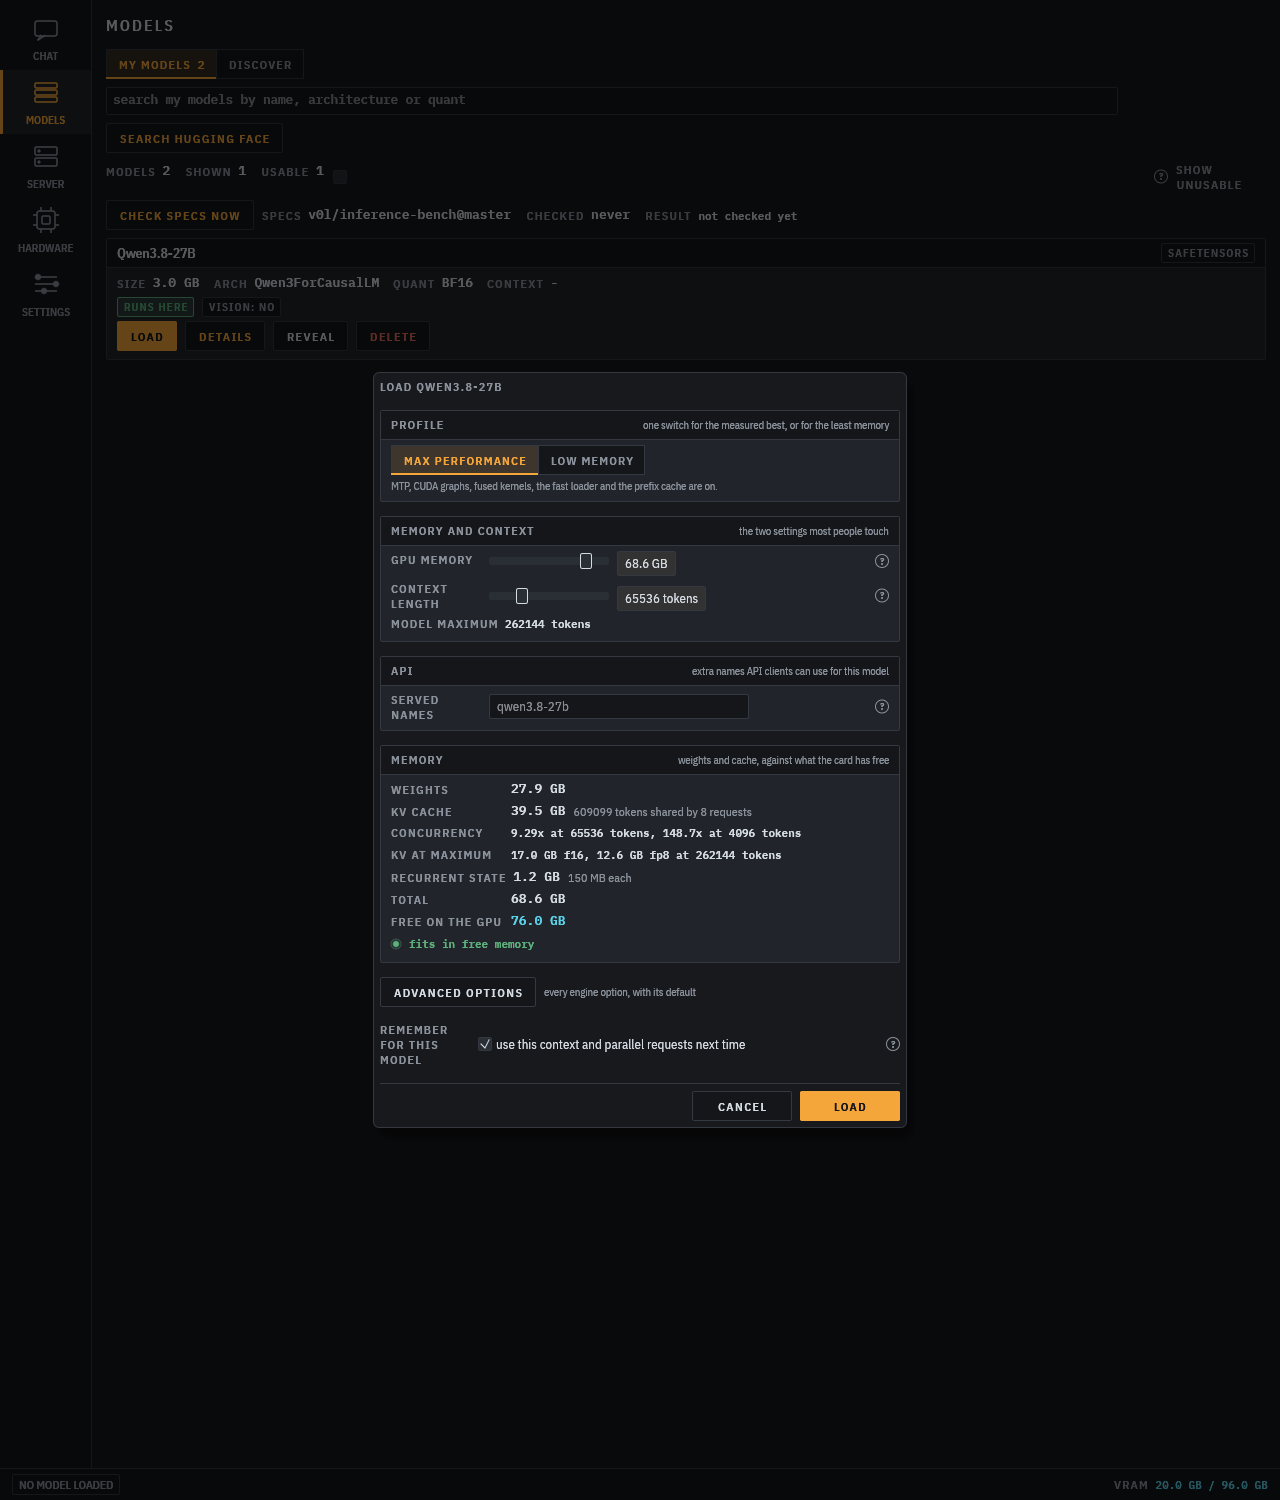 CHAT
MODELS
SERVER
HARDWARE
SETTINGS
MODELS
MY MODELS 2
DISCOVER
search my models by name, architecture or quant
SEARCH HUGGING FACE
MODELS 2 SHOWN 1 USABLE 1
? SHOW UNUSABLE
CHECK SPECS NOW SPECS v0l/inference-bench@master CHECKED never RESULT not checked yet
Qwen3.8-27B
SAFETENSORS
SIZE 3.0 GB ARCH Qwen3ForCausalLM QUANT BF16 CONTEXT -
RUNS HERE VISION: NO
LOAD DETAILS REVEAL DELETE
LOAD QWEN3.8-27B
PROFILE
one switch for the measured best, or for the least memory
MAX PERFORMANCE LOW MEMORY
MTP, CUDA graphs, fused kernels, the fast loader and the prefix cache are on.
MEMORY AND CONTEXT
the two settings most people touch
GPU MEMORY 68.6 GB ?
CONTEXT LENGTH 65536 tokens ?
MODEL MAXIMUM 262144 tokens
API
extra names API clients can use for this model
SERVED NAMES qwen3.8-27b ?
MEMORY
weights and cache, against what the card has free
WEIGHTS 27.9 GB
KV CACHE 39.5 GB 609099 tokens shared by 8 requests
CONCURRENCY 9.29x at 65536 tokens, 148.7x at 4096 tokens
KV AT MAXIMUM 17.0 GB f16, 12.6 GB fp8 at 262144 tokens
RECURRENT STATE 1.2 GB 150 MB each
TOTAL 68.6 GB
FREE ON THE GPU 76.0 GB
fits in free memory
ADVANCED OPTIONS every engine option, with its default
REMEMBER FOR THIS MODEL use this context and parallel requests next time ?
CANCEL LOAD
NO MODEL LOADED
VRAM 20.0 GB / 96.0 GB